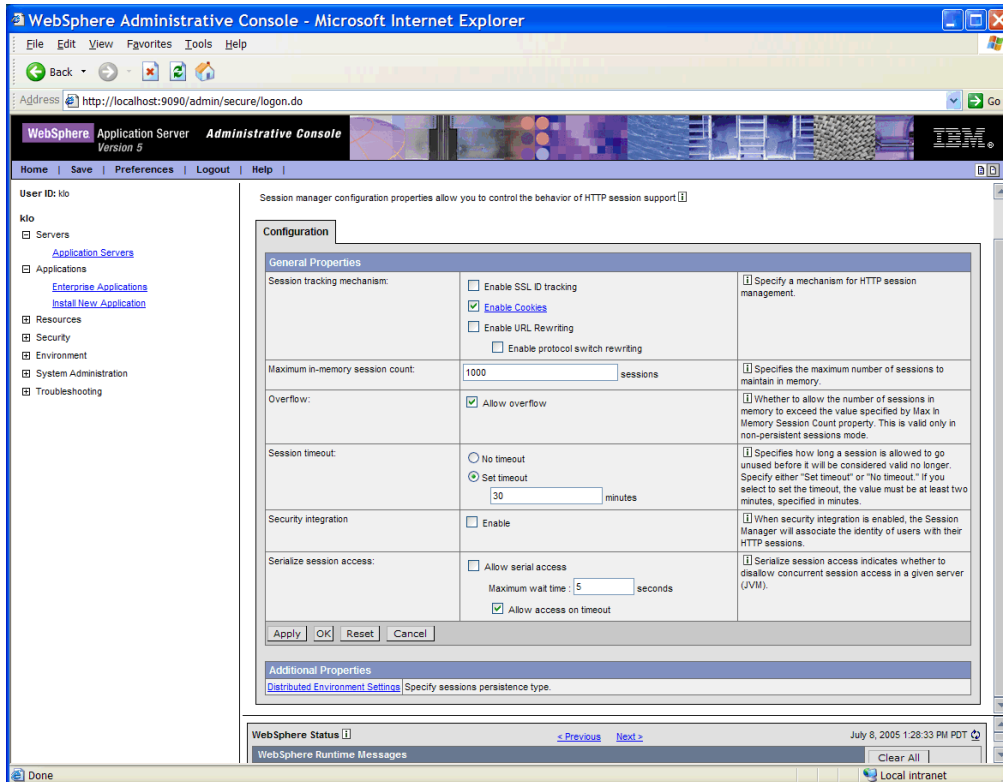 WebSphere Administrative Console - Microsoft Internet Explorer
File Edit View Favorites Tools Help
Back
Address http://localhost:9090/admin/secure/logon.do Go
WebSphere Application Server Administrative Console
Version 5
IBM.
Home | Save | Preferences | Logout | Help |
User ID: klo
klo
Servers
Application Servers
Applications
Enterprise Applications
Install New Application
Resources
Security
Environment
System Administration
Troubleshooting
Session manager configuration properties allow you to control the behavior of HTTP session support i
Configuration
General Properties
Session tracking mechanism:
Enable SSL ID tracking
Enable Cookies
Enable URL Rewriting
Enable protocol switch rewriting
i Specify a mechanism for HTTP session
management.
Maximum in-memory session count:
1000 sessions
i Specifies the maximum number of sessions to
maintain in memory.
Overflow:
Allow overflow
i Whether to allow the number of sessions in
memory to exceed the value specified by Max In
Memory Session Count property. This is valid only in
non-persistent sessions mode.
Session timeout:
No timeout
Set timeout
30 minutes
i Specifies how long a session is allowed to go
unused before it will be considered valid no longer.
Specify either "Set timeout" or "No timeout." If you
select to set the timeout, the value must be at least two
minutes, specified in minutes.
Security integration
Enable
i When security integration is enabled, the Session
Manager will associate the identity of users with their
HTTP sessions.
Serialize session access:
Allow serial access
Maximum wait time : 5 seconds
Allow access on timeout
i Serialize session access indicates whether to
disallow concurrent session access in a given server
(JVM).
Apply OK Reset Cancel
Additional Properties
Distributed Environment Settings Specify sessions persistence type.
WebSphere Status i < Previous Next > July 8, 2005 1:28:33 PM PDT
WebSphere Runtime Messages Clear All
Done Local intranet